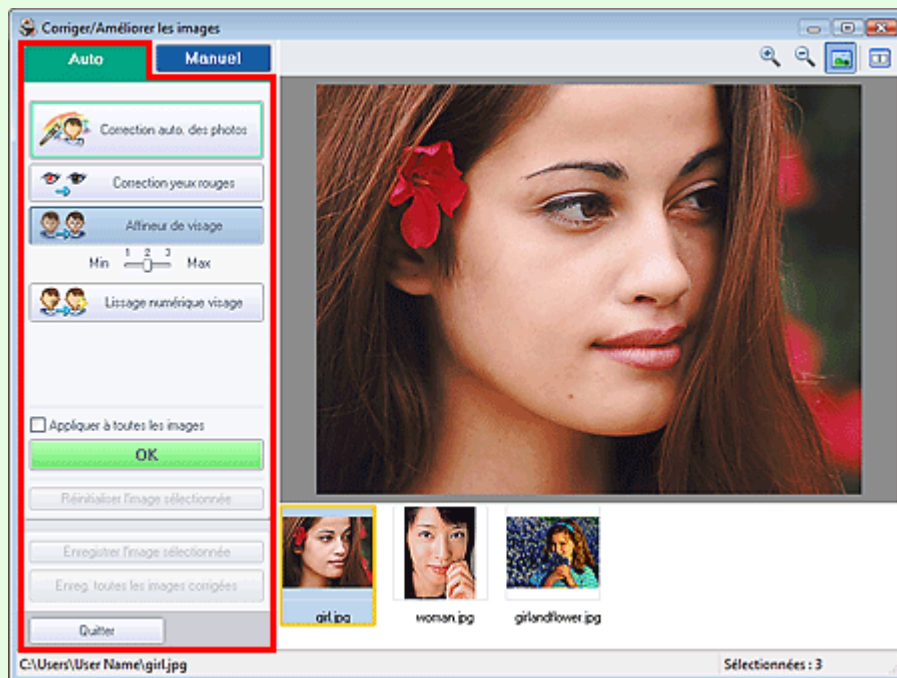 Corriger/Améliorer les images
Auto Manuel
Correction auto. des photos
Correction yeux rouges
Affineur de visage
1 2 3
Min Max
Lissage numérique visage
Appliquer à toutes les images
OK
Réinitialiser l'image sélectionnée
Enregistrer l'image sélectionnée
Enreg. toutes les images corrigées
Quitter
girl.jpg woman.jpg girlandflower.jpg
C:\Users\User Name\girl.jpg Sélectionnées : 3